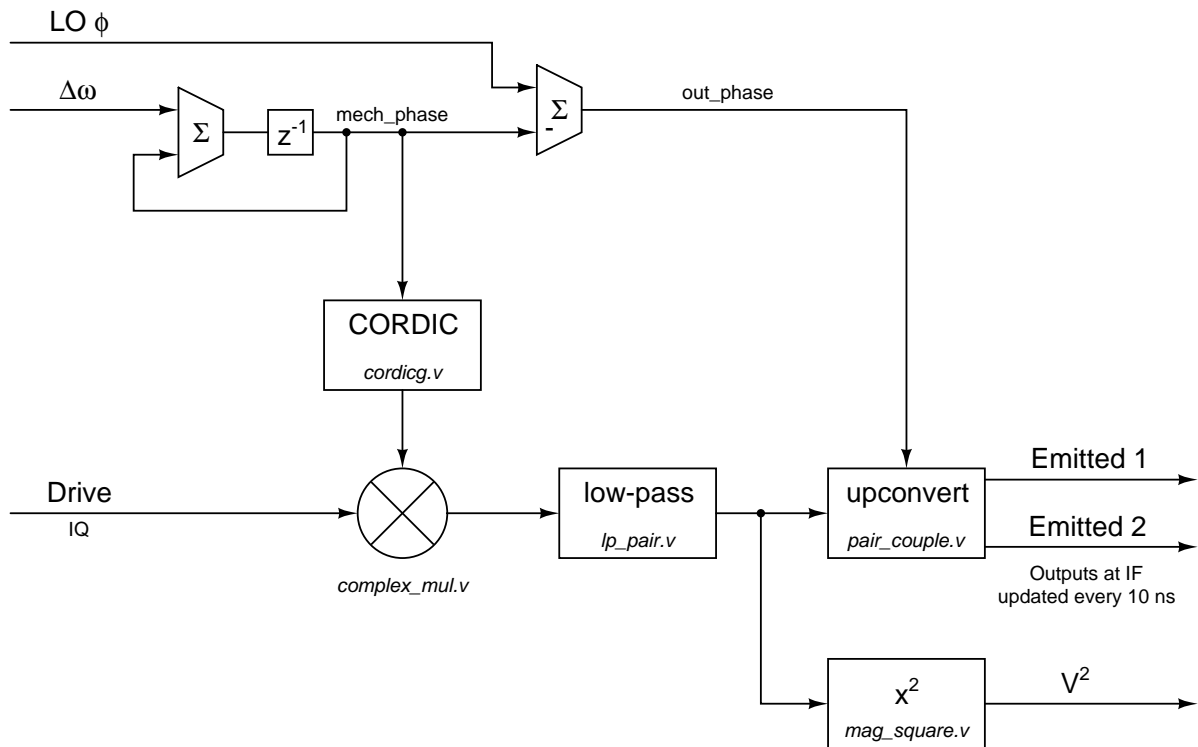 LO ϕ
Δω
Σ
z⁻¹
mech_phase
Σ
-
out_phase
CORDIC
cordicg.v
Drive
IQ
complex_mul.v
low-pass
lp_pair.v
upconvert
pair_couple.v
Emitted 1
Emitted 2
Outputs at IF
updated every 10 ns
x²
mag_square.v
V²